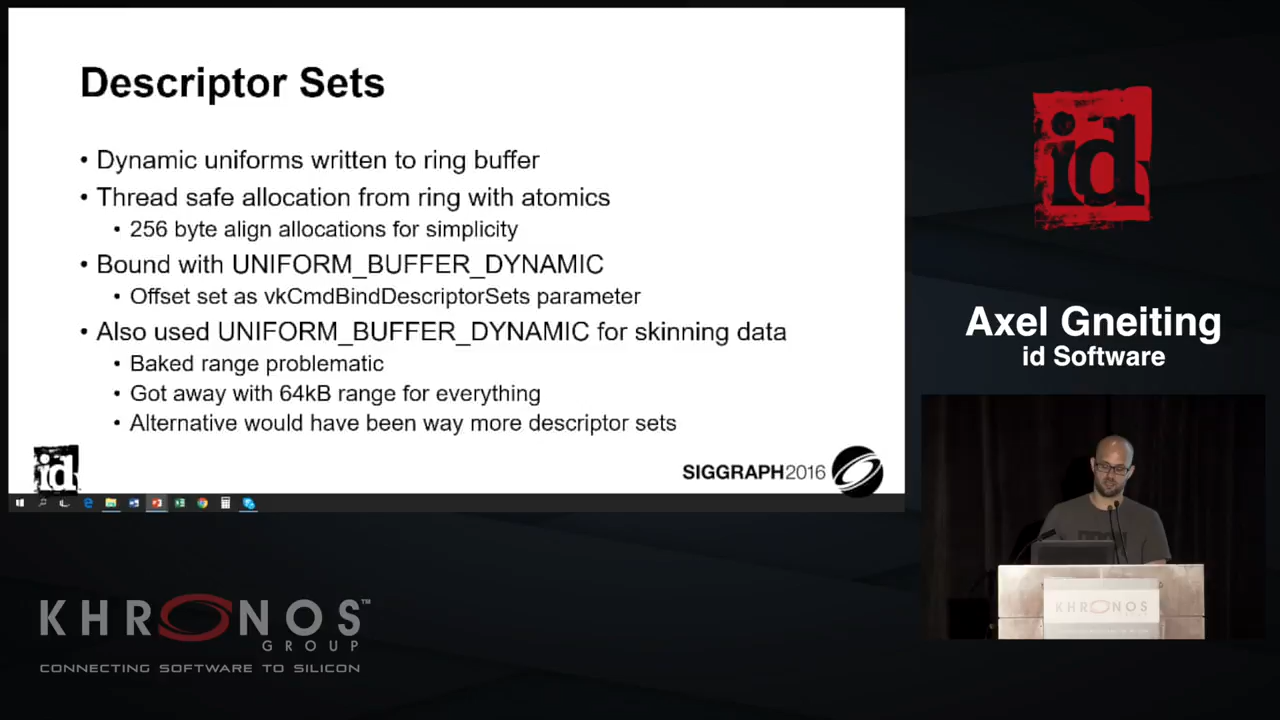 Descriptor Sets
• Dynamic uniforms written to ring buffer
• Thread safe allocation from ring with atomics
• 256 byte align allocations for simplicity
• Bound with UNIFORM_BUFFER_DYNAMIC
• Offset set as vkCmdBindDescriptorSets parameter
• Also used UNIFORM_BUFFER_DYNAMIC for skinning data
• Baked range problematic
• Got away with 64kB range for everything
• Alternative would have been way more descriptor sets
id
SIGGRAPH2016
id
Axel Gneiting
id Software
KHRONOS
KHRONOS™
GROUP
CONNECTING SOFTWARE TO SILICON